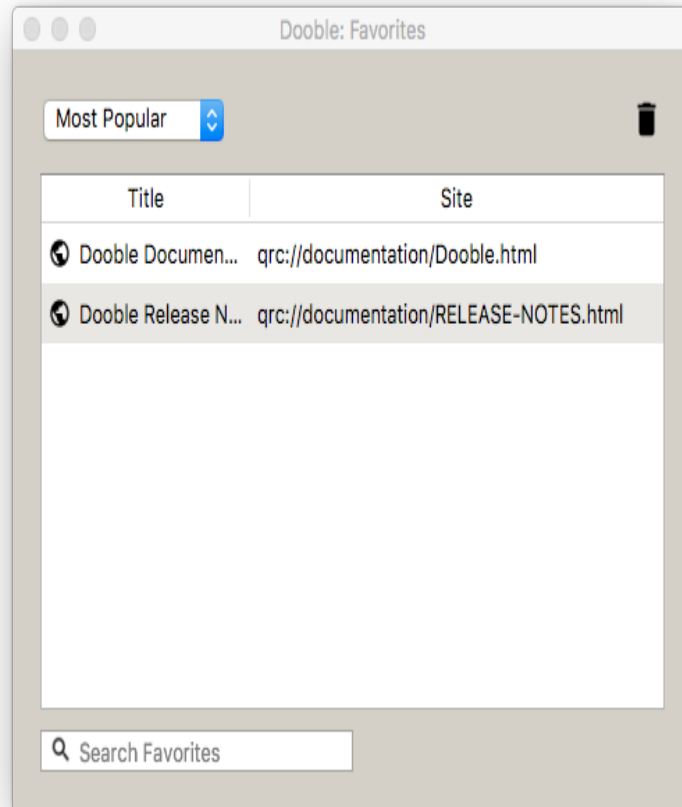 Dooble: Favorites
Most Popular
Title Site
Dooble Documen... qrc://documentation/Dooble.html
Dooble Release N... qrc://documentation/RELEASE-NOTES.html
Search Favorites